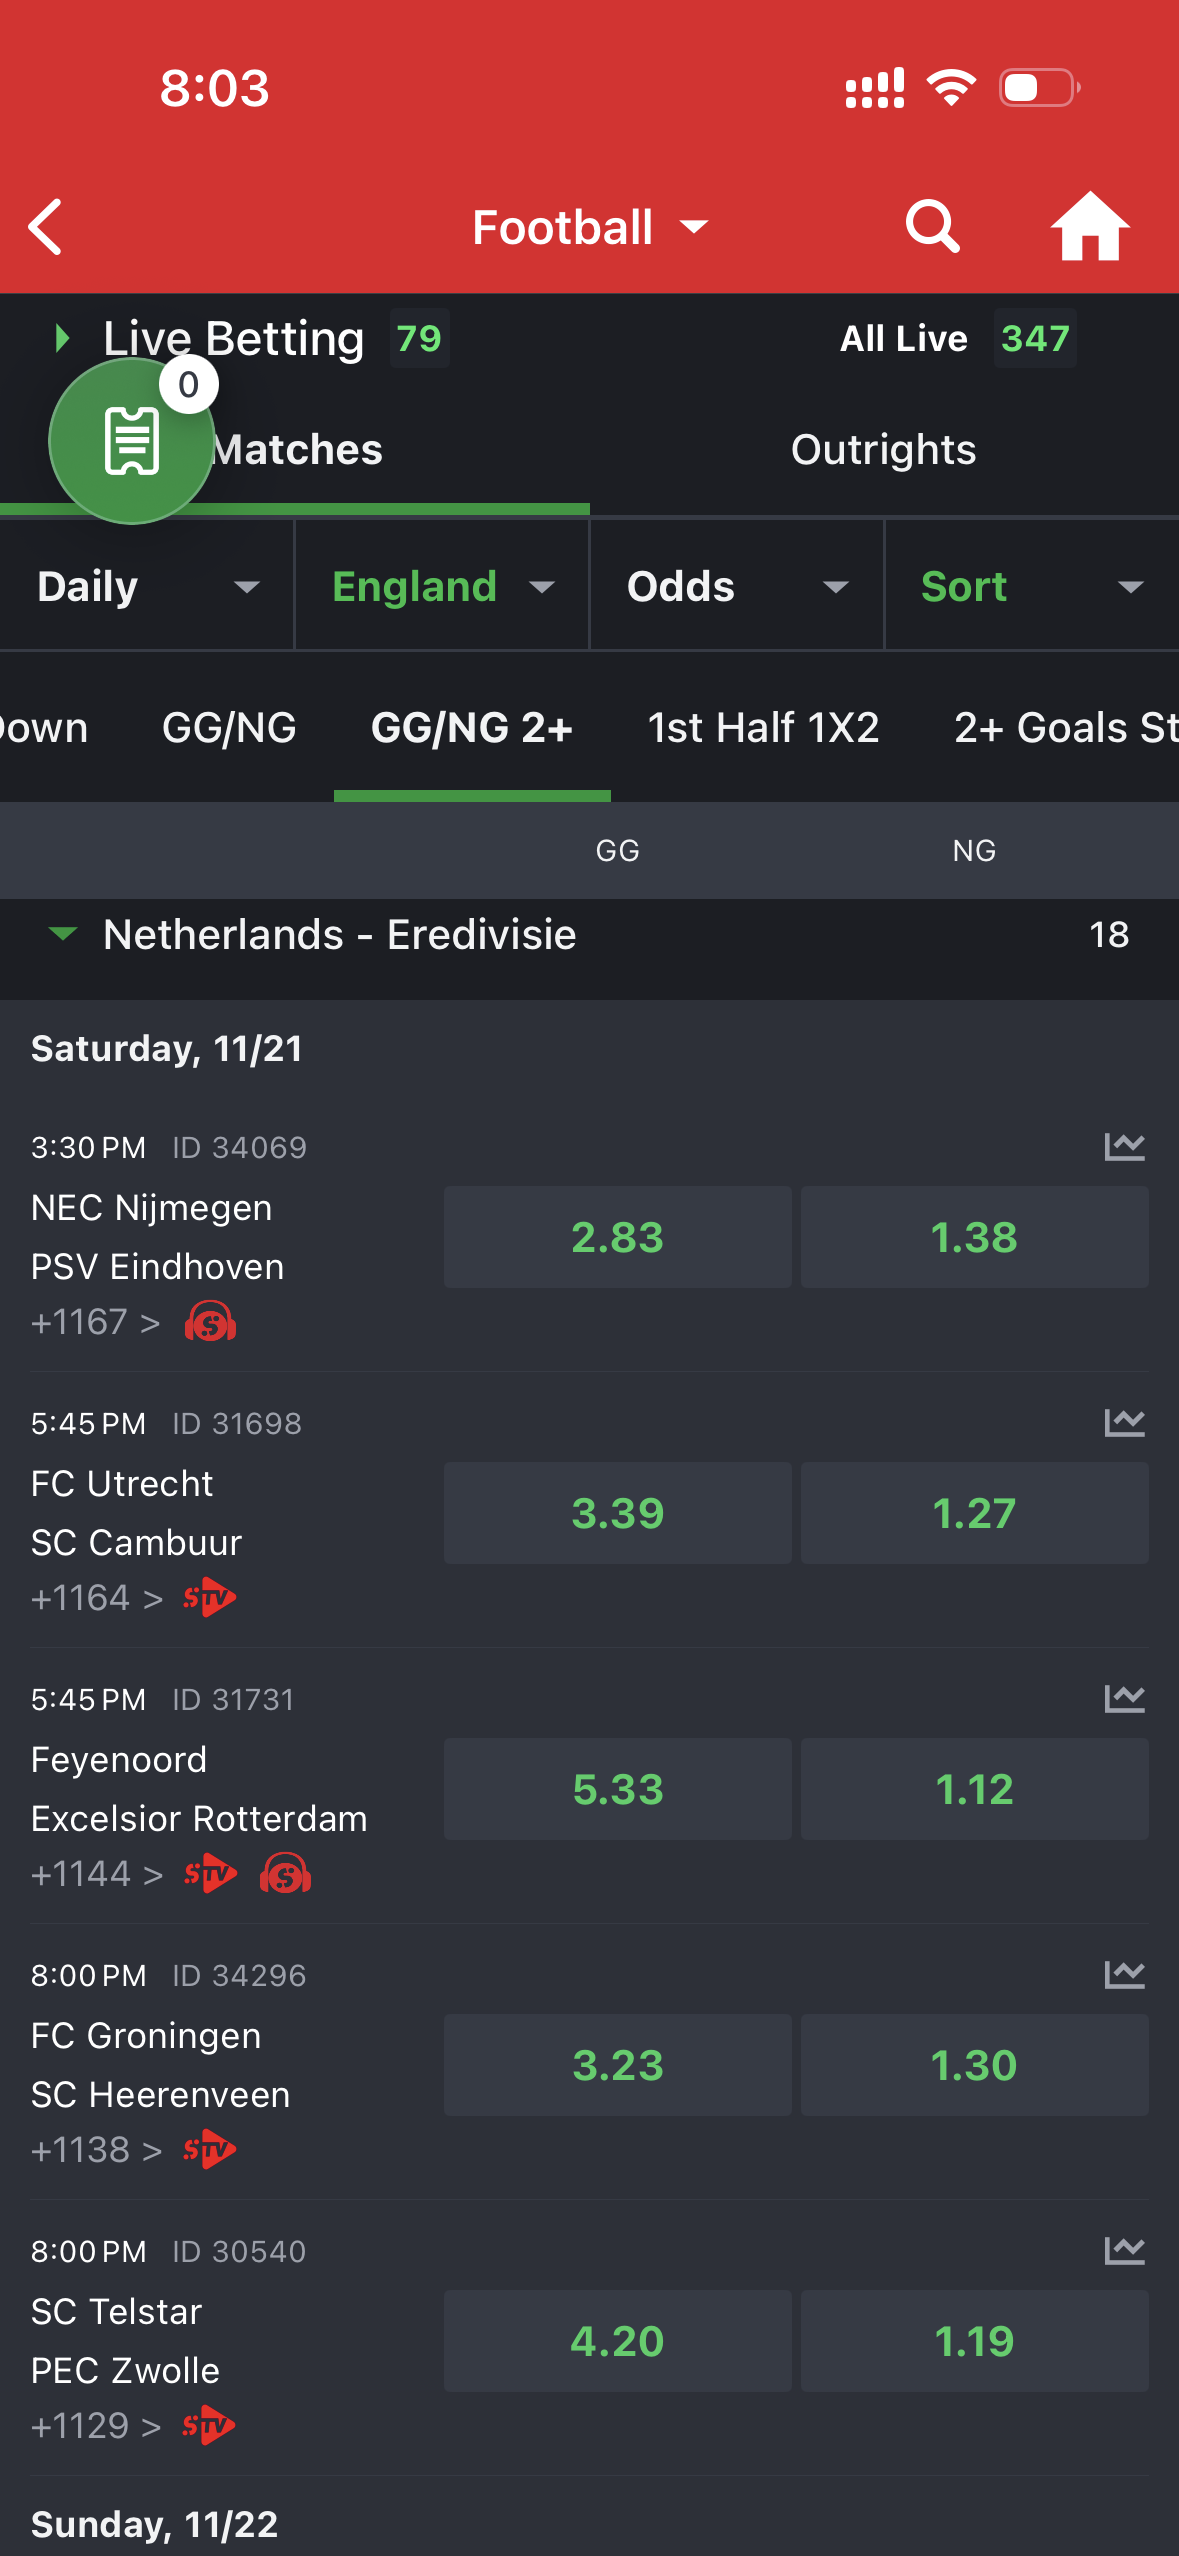 8:03
Football
Live Betting 79 All Live 347
0
Matches Outrights
Daily England Odds Sort
Down GG/NG GG/NG 2+ 1st Half 1X2 2+ Goals St
GG NG
Netherlands - Eredivisie 18
Saturday, 11/21
3:30 PM ID 34069
NEC Nijmegen
2.83 1.38
PSV Eindhoven
+1167 >
5:45 PM ID 31698
FC Utrecht
3.39 1.27
SC Cambuur
+1164 > STV
5:45 PM ID 31731
Feyenoord
5.33 1.12
Excelsior Rotterdam
+1144 > STV
8:00 PM ID 34296
FC Groningen
3.23 1.30
SC Heerenveen
+1138 > STV
8:00 PM ID 30540
SC Telstar
4.20 1.19
PEC Zwolle
+1129 > STV
Sunday, 11/22